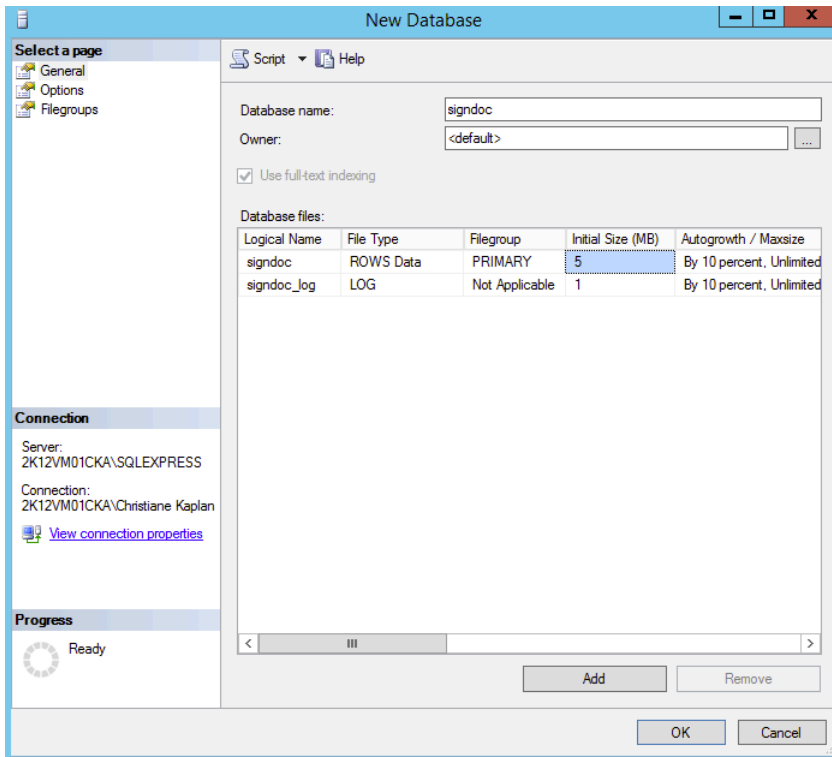 New Database
x
Select a page
General
Options
Filegroups
Script Help
Database name: signdoc
Owner: <default> ...
Use full-text indexing
Database files:
Logical Name File Type Filegroup Initial Size (MB) Autogrowth / Maxsize
signdoc ROWS Data PRIMARY 5 By 10 percent, Unlimited
signdoc_log LOG Not Applicable 1 By 10 percent, Unlimited
Connection
Server:
2K12VM01CKA\SQLEXPRESS
Connection:
2K12VM01CKA\Christiane Kaplan
View connection properties
Progress
Ready
Add Remove
OK Cancel